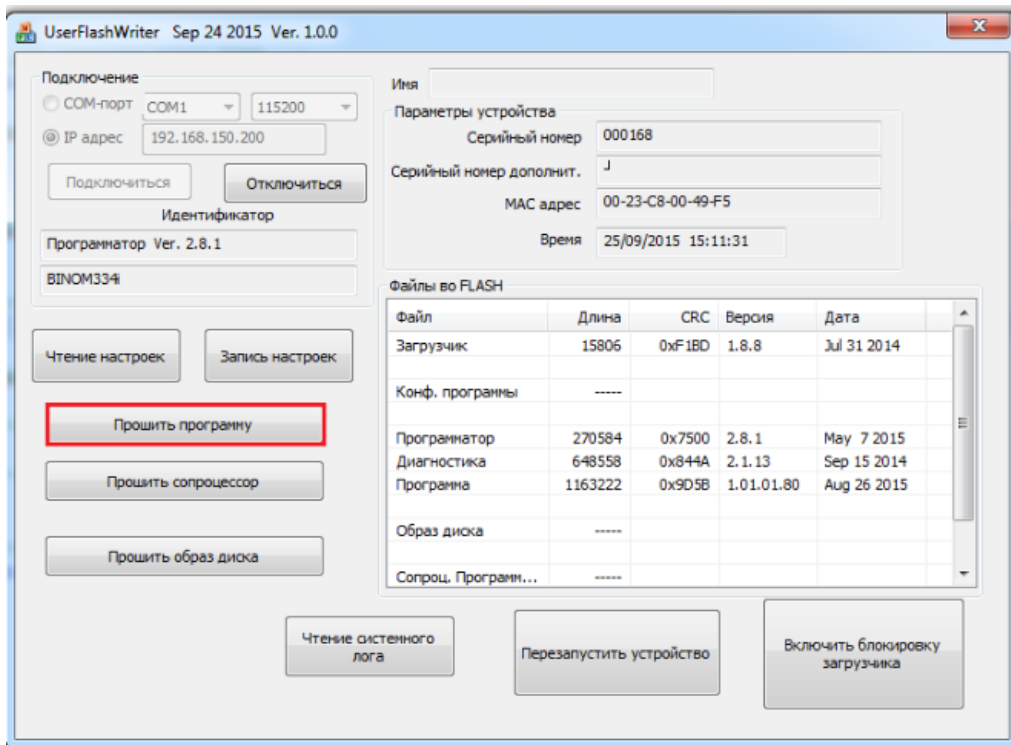 UserFlashWriter Sep 24 2015 Ver. 1.0.0
Подключение
COM-порт COM1 115200
IP адрес 192.168.150.200
Подключиться Отключиться
Идентификатор
Программатор Ver. 2.8.1
BINOM334i
Чтение настроек Запись настроек
Прошить программу
Прошить сопроцессор
Прошить образ диска
Имя
Параметры устройства
Серийный номер 000168
Серийный номер дополнит.
MAC адрес 00-23-C8-00-49-F5
Время 25/09/2015 15:11:31
Файлы во FLASH
Файл Длина CRC Версия Дата
Загрузчик 15806 0xF1BD 1.8.8 Jul 31 2014
Конф. программы -----
Программатор 270584 0x7500 2.8.1 May 7 2015
Диагностика 648558 0x844A 2.1.13 Sep 15 2014
Программа 1163222 0x9D5B 1.01.01.80 Aug 26 2015
Образ диска -----
Сопроц. Программ... -----
Чтение системного
лога
Перезапустить устройство
Включить блокировку
загрузчика